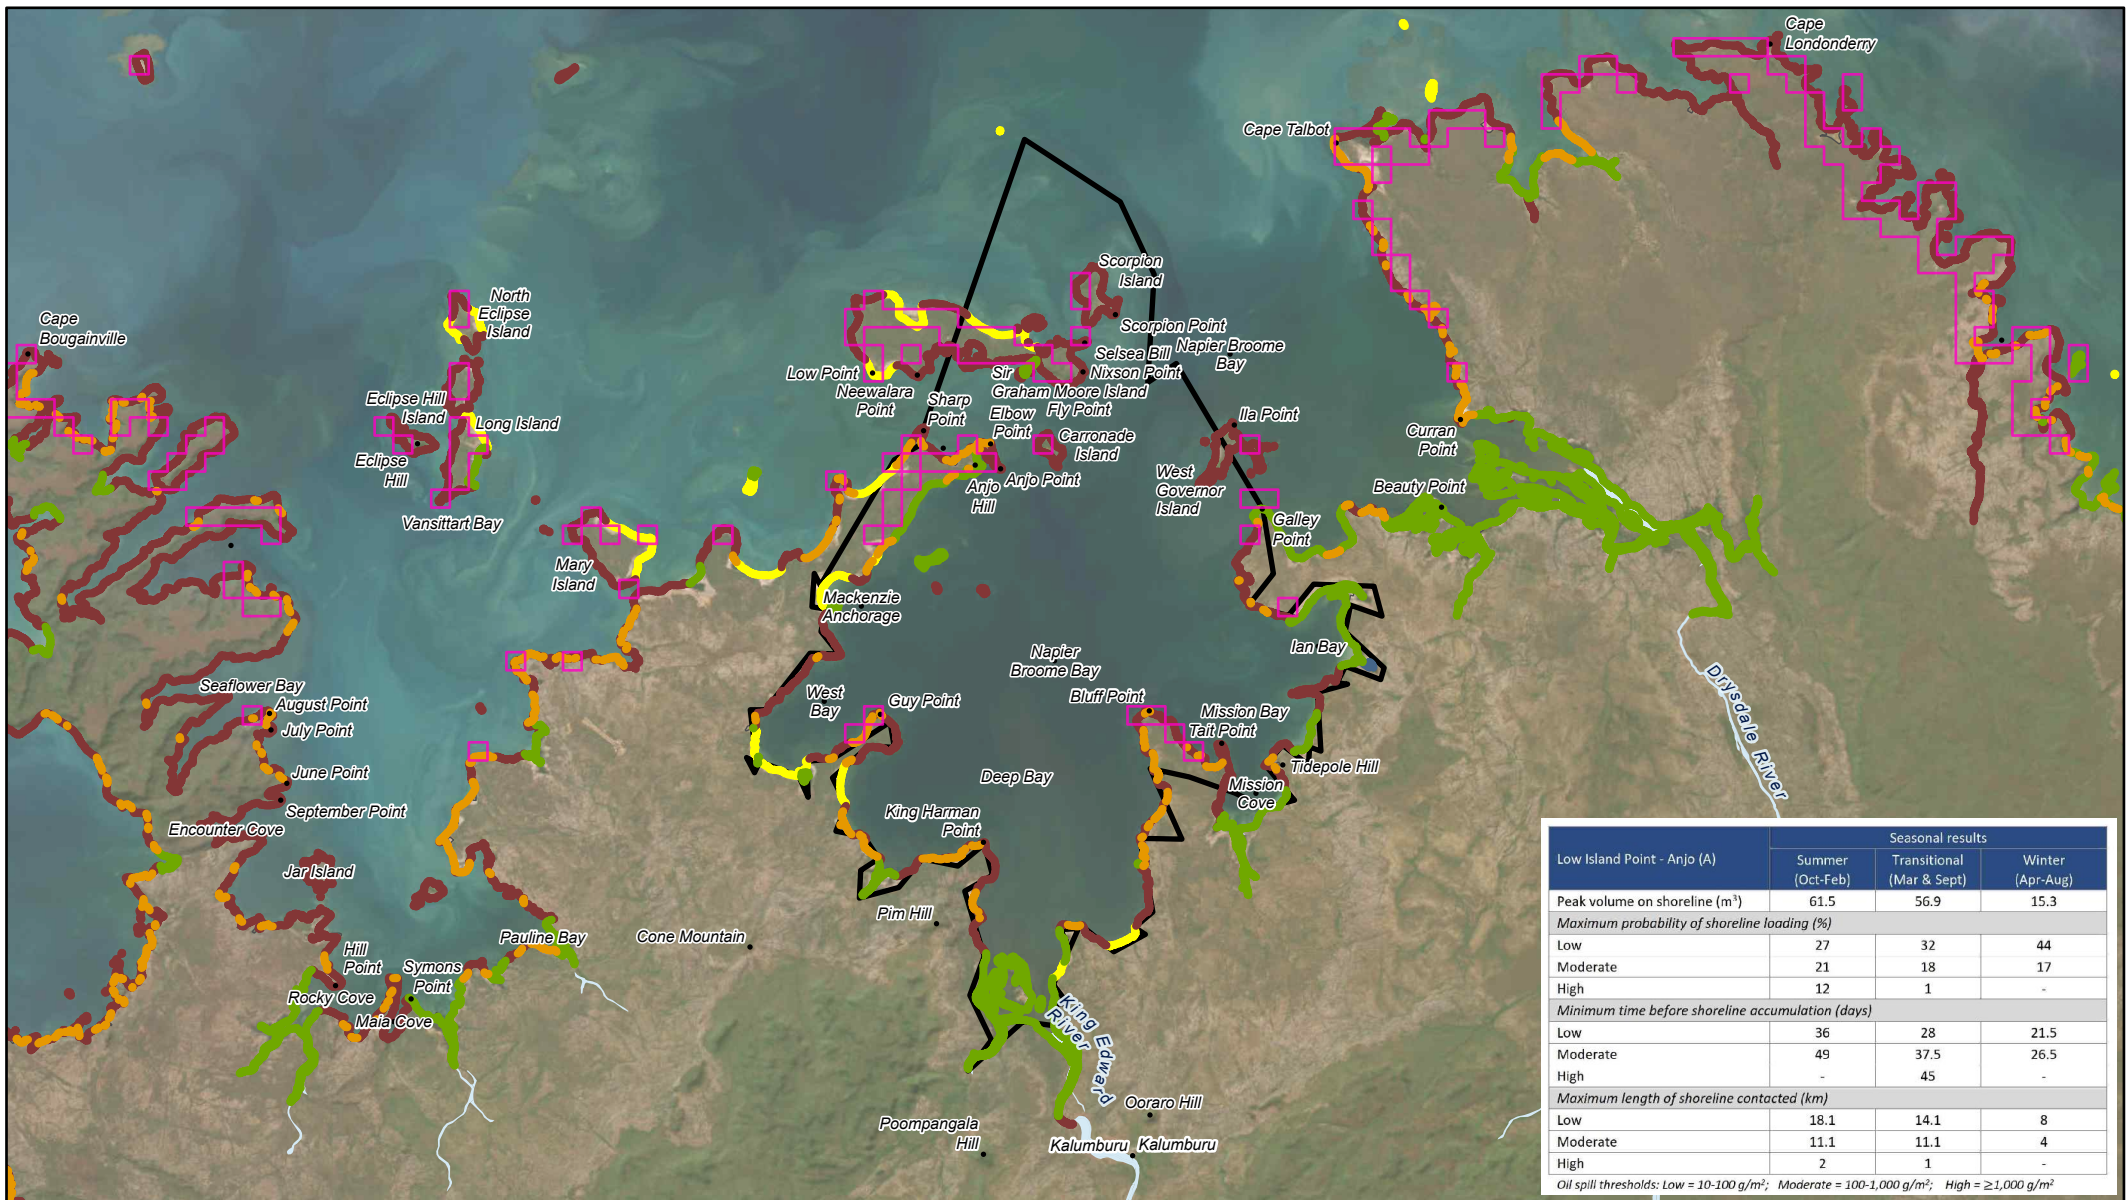 Cape
Londonderry
Cape Talbot
Scorpion
Island
North
Eclipse
Island
Cape
Bougainville
Scorpion Point
Selsea Bill
Napier Broome
Bay
Low Point
Neewalara
Point
Sir
Graham Moore Island
Nixson Point
Fly Point
Eclipse Hill
Island
Long Island
Sharp
Point
Elbow
Point
Ila Point
Carronade
Island
Curran
Point
Eclipse
Hill
Anjo Point
Anjo
Hill
West
Governor
Island
Beauty Point
Vansittart Bay
Galley
Point
Mary
Island
Mackenzie
Anchorage
Ian Bay
Napier
Broome Bay
Seaflower Bay
August Point
July Point
West
Bay
Guy Point
Bluff Point
Mission Bay
Tait Point
Drysdale River
June Point
Deep Bay
Tidepole Hill
Mission
Cove
September Point
Encounter Cove
King Harman
Point
Jar Island
Pim Hill
Cone Mountain
Pauline Bay
Hill
Point
Symons
Point
Rocky Cove
Maia Cove
King Edward
River
Ooraro Hill
Poompangala
Hill
Kalumburu
Kalumburu
Low Island Point - Anjo (A)
Seasonal results
Summer
(Oct-Feb)
Transitional
(Mar & Sept)
Winter
(Apr-Aug)
Peak volume on shoreline (m³) 61.5 56.9 15.3
Maximum probability of shoreline loading (%)
Low 27 32 44
Moderate 21 18 17
High 12 1 -
Minimum time before shoreline accumulation (days)
Low 36 28 21.5
Moderate 49 37.5 26.5
High - 45 -
Maximum length of shoreline contacted (km)
Low 18.1 14.1 8
Moderate 11.1 11.1 4
High 2 1 -
Oil spill thresholds: Low = 10-100 g/m²; Moderate = 100-1,000 g/m²; High = ≥1,000 g/m²